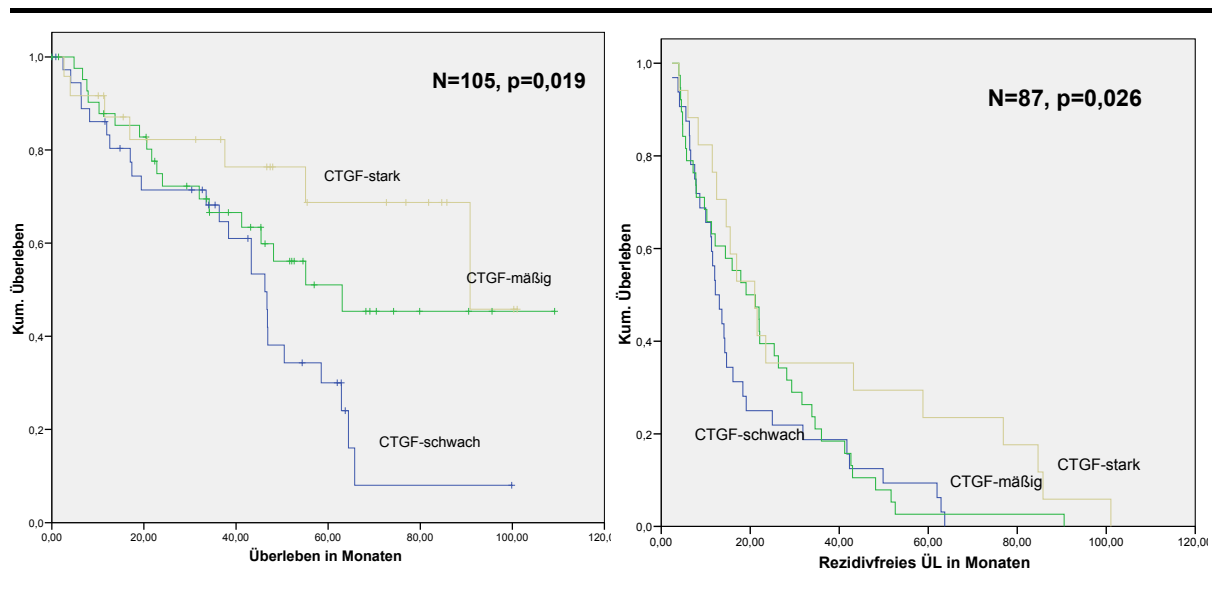 N=105, p=0,019
Kum. Überleben
1,0
0,8
0,6
0,4
0,2
0,0
CTGF-stark
CTGF-mäßig
CTGF-schwach
0,00 20,00 40,00 60,00 80,00 100,00 120,(
Überleben in Monaten
N=87, p=0,026
Kum. Überleben
1,0
0,8
0,6
0,4
0,2
0,0
CTGF-schwach
CTGF-stark
CTGF-mäßig
0,00 20,00 40,00 60,00 80,00 100,00 120,00
Rezidivfreies ÜL in Monaten